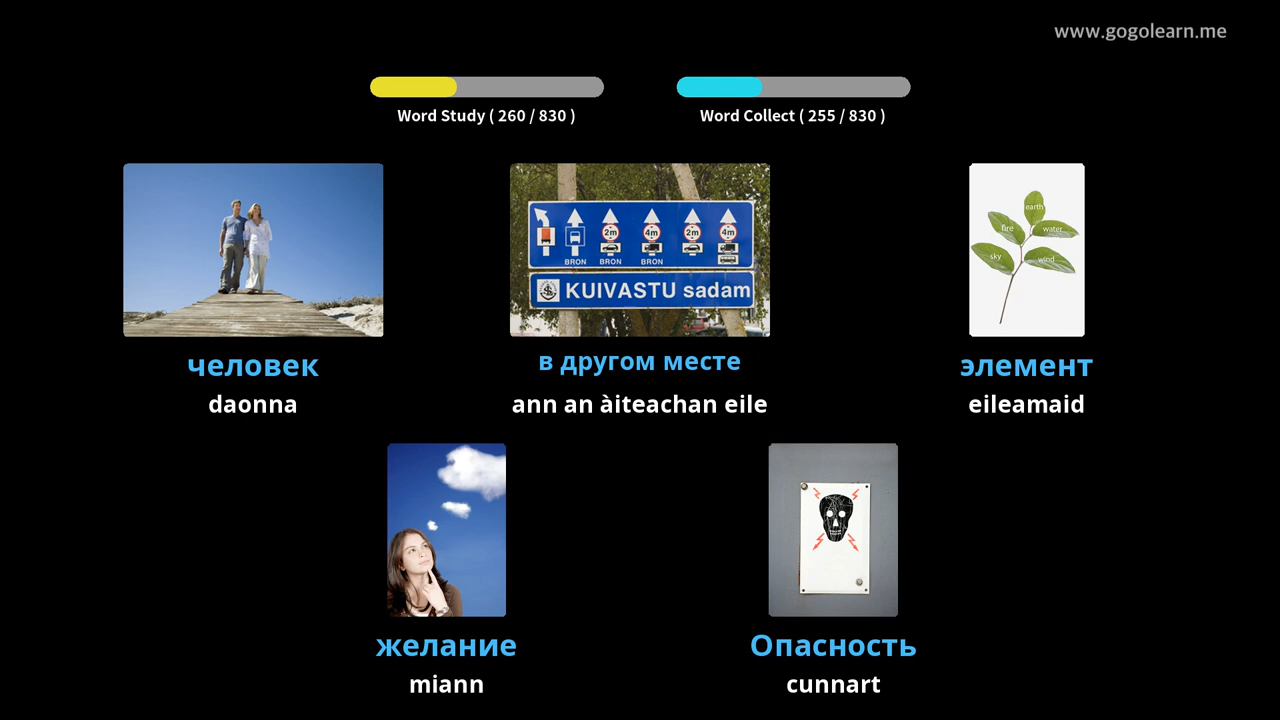 www.gogolearn.me
Word Study ( 260 / 830 )
Word Collect ( 255 / 830 )
BRON
BRON
BRON
2m
4m
2m
4m
KUIVASTU sadam
earth
fire
water
sky
wind
человек
в другом месте
элемент
daonna
ann an àiteachan eile
eileamaid
желание
Опасность
miann
cunnart